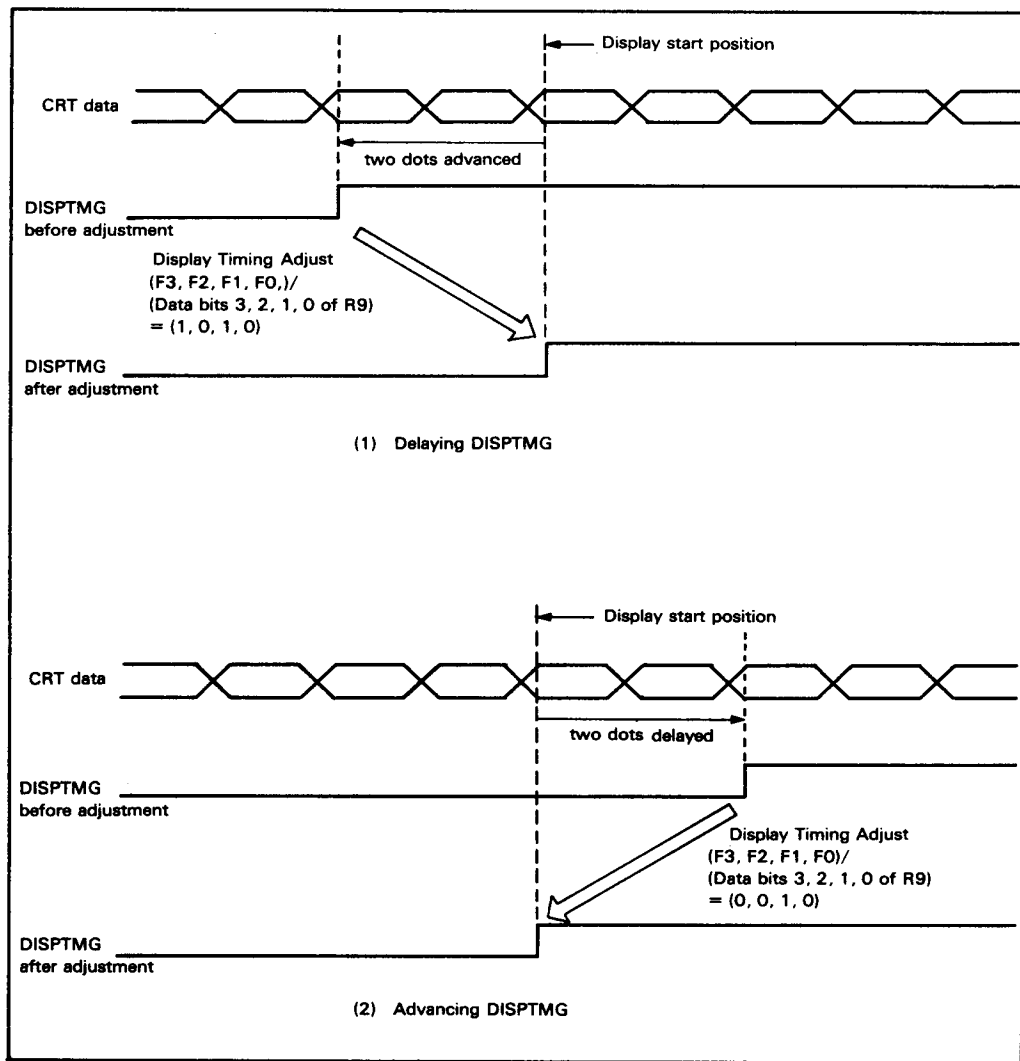 Display start position
CRT data
two dots advanced
DISPTMG
before adjustment
Display Timing Adjust
(F3, F2, F1, F0,)/
(Data bits 3, 2, 1, 0 of R9)
= (1, 0, 1, 0)
DISPTMG
after adjustment
(1) Delaying DISPTMG
Display start position
CRT data
two dots delayed
DISPTMG
before adjustment
Display Timing Adjust
(F3, F2, F1, F0)/
(Data bits 3, 2, 1, 0 of R9)
= (0, 0, 1, 0)
DISPTMG
after adjustment
(2) Advancing DISPTMG